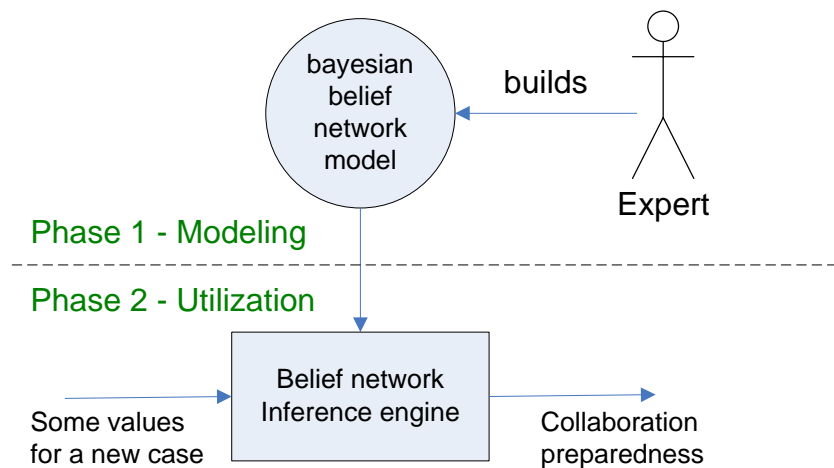 bayesian
belief
network
model
builds
Expert
Phase 1 - Modeling
Phase 2 - Utilization
Belief network
Inference engine
Some values
for a new case
Collaboration
preparedness